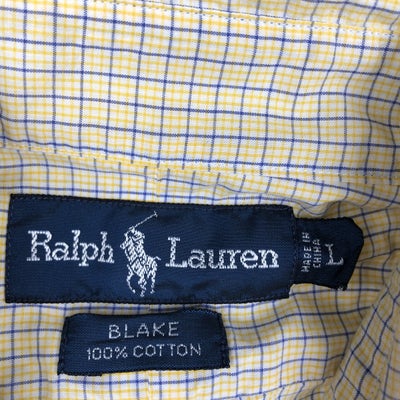 Ralph Lauren
MADE IN
CHINA
L
BLAKE
100% COTTON